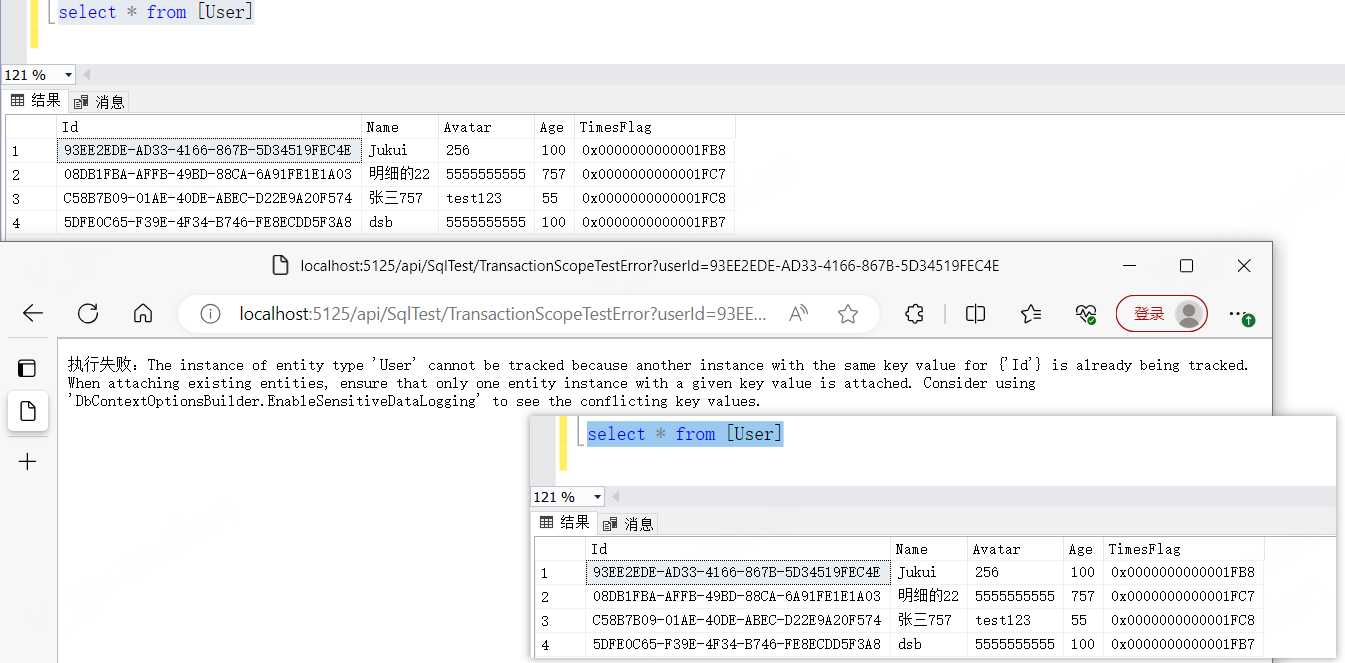 select * from [User]
121 %
结果 消息
Id Name Avatar Age TimesFlag
1 93EE2EDE-AD33-4166-867B-5D34519FEC4E Jukui 256 100 0x0000000000001FB8
2 08DB1FBA-AFFB-49BD-88CA-6A91FE1E1A03 明细的22 5555555555 757 0x0000000000001FC7
3 C58B7B09-01AE-40DE-ABEC-D22E9A20F574 张三757 test123 55 0x0000000000001FC8
4 5DFE0C65-F39E-4F34-B746-FE8ECDD5F3A8 dsb 5555555555 100 0x0000000000001FB7
localhost:5125/api/SqlTest/TransactionScopeTestError?userId=93EE2EDE-AD33-4166-867B-5D34519FEC4E
localhost:5125/api/SqlTest/TransactionScopeTestError?userId=93EE... 登录
执行失败：The instance of entity type 'User' cannot be tracked because another instance with the same key value for {'Id'} is already being tracked.
When attaching existing entities, ensure that only one entity instance with a given key value is attached. Consider using
'DbContextOptionsBuilder.EnableSensitiveDataLogging' to see the conflicting key values.
select * from [User]
121 %
结果 消息
Id Name Avatar Age TimesFlag
1 93EE2EDE-AD33-4166-867B-5D34519FEC4E Jukui 256 100 0x0000000000001FB8
2 08DB1FBA-AFFB-49BD-88CA-6A91FE1E1A03 明细的22 5555555555 757 0x0000000000001FC7
3 C58B7B09-01AE-40DE-ABEC-D22E9A20F574 张三757 test123 55 0x0000000000001FC8
4 5DFE0C65-F39E-4F34-B746-FE8ECDD5F3A8 dsb 5555555555 100 0x0000000000001FB7